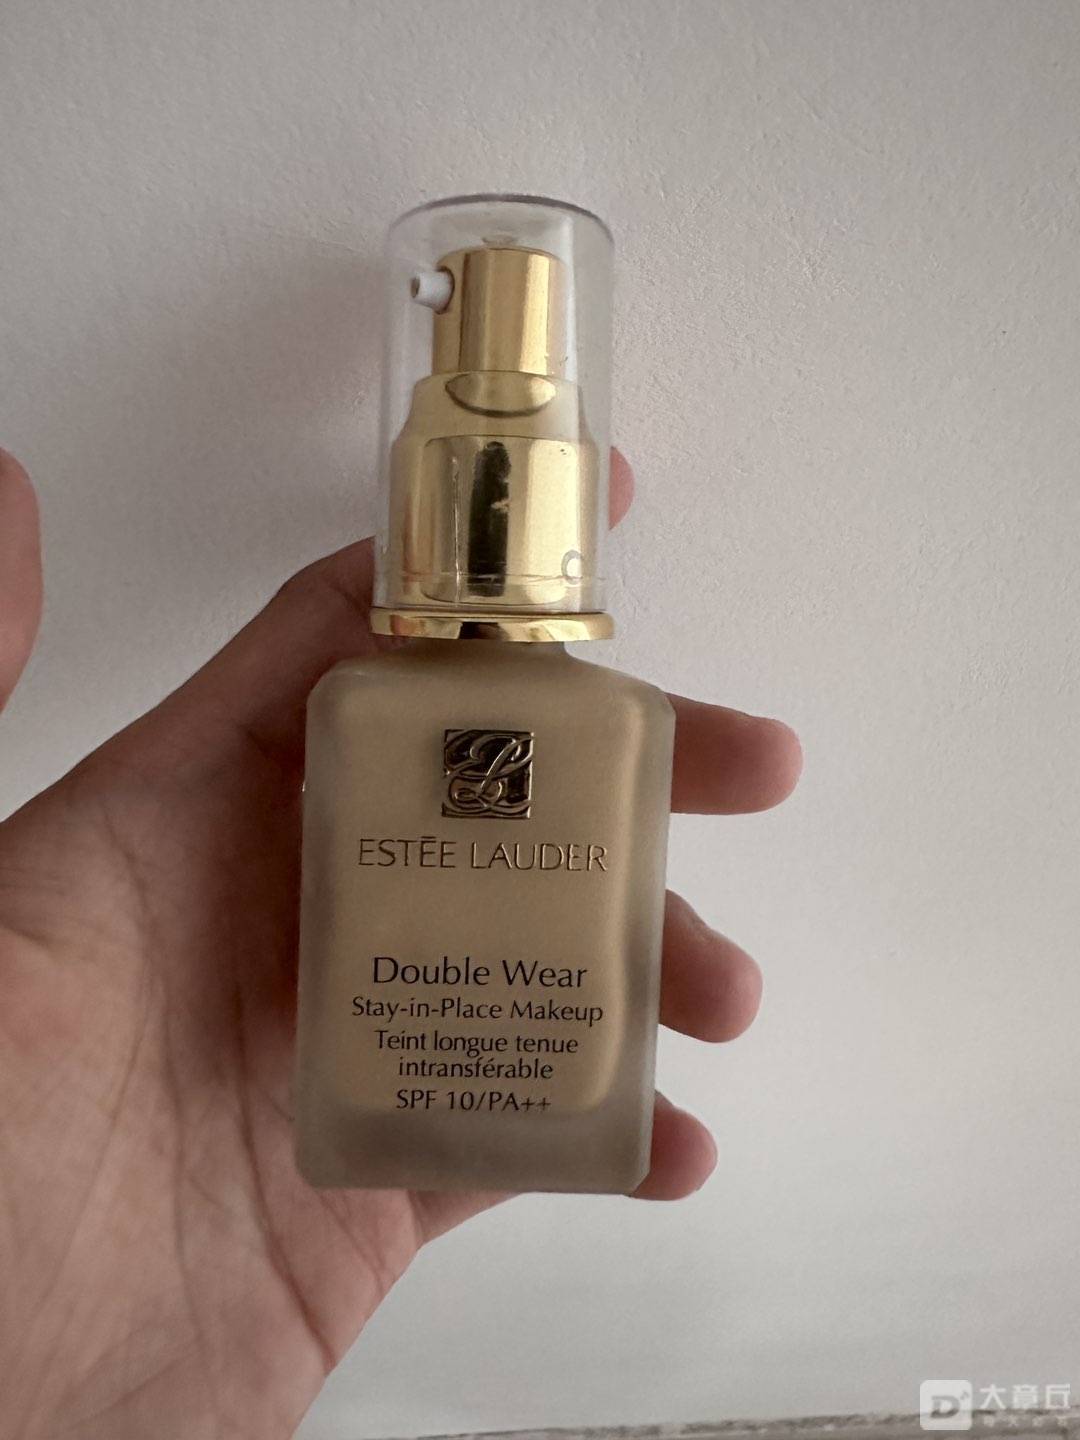 ESTĒE LAUDER
Double Wear
Stay-in-Place Makeup
Teint longue tenue
intransférable
SPF 10/PA++
大章丘